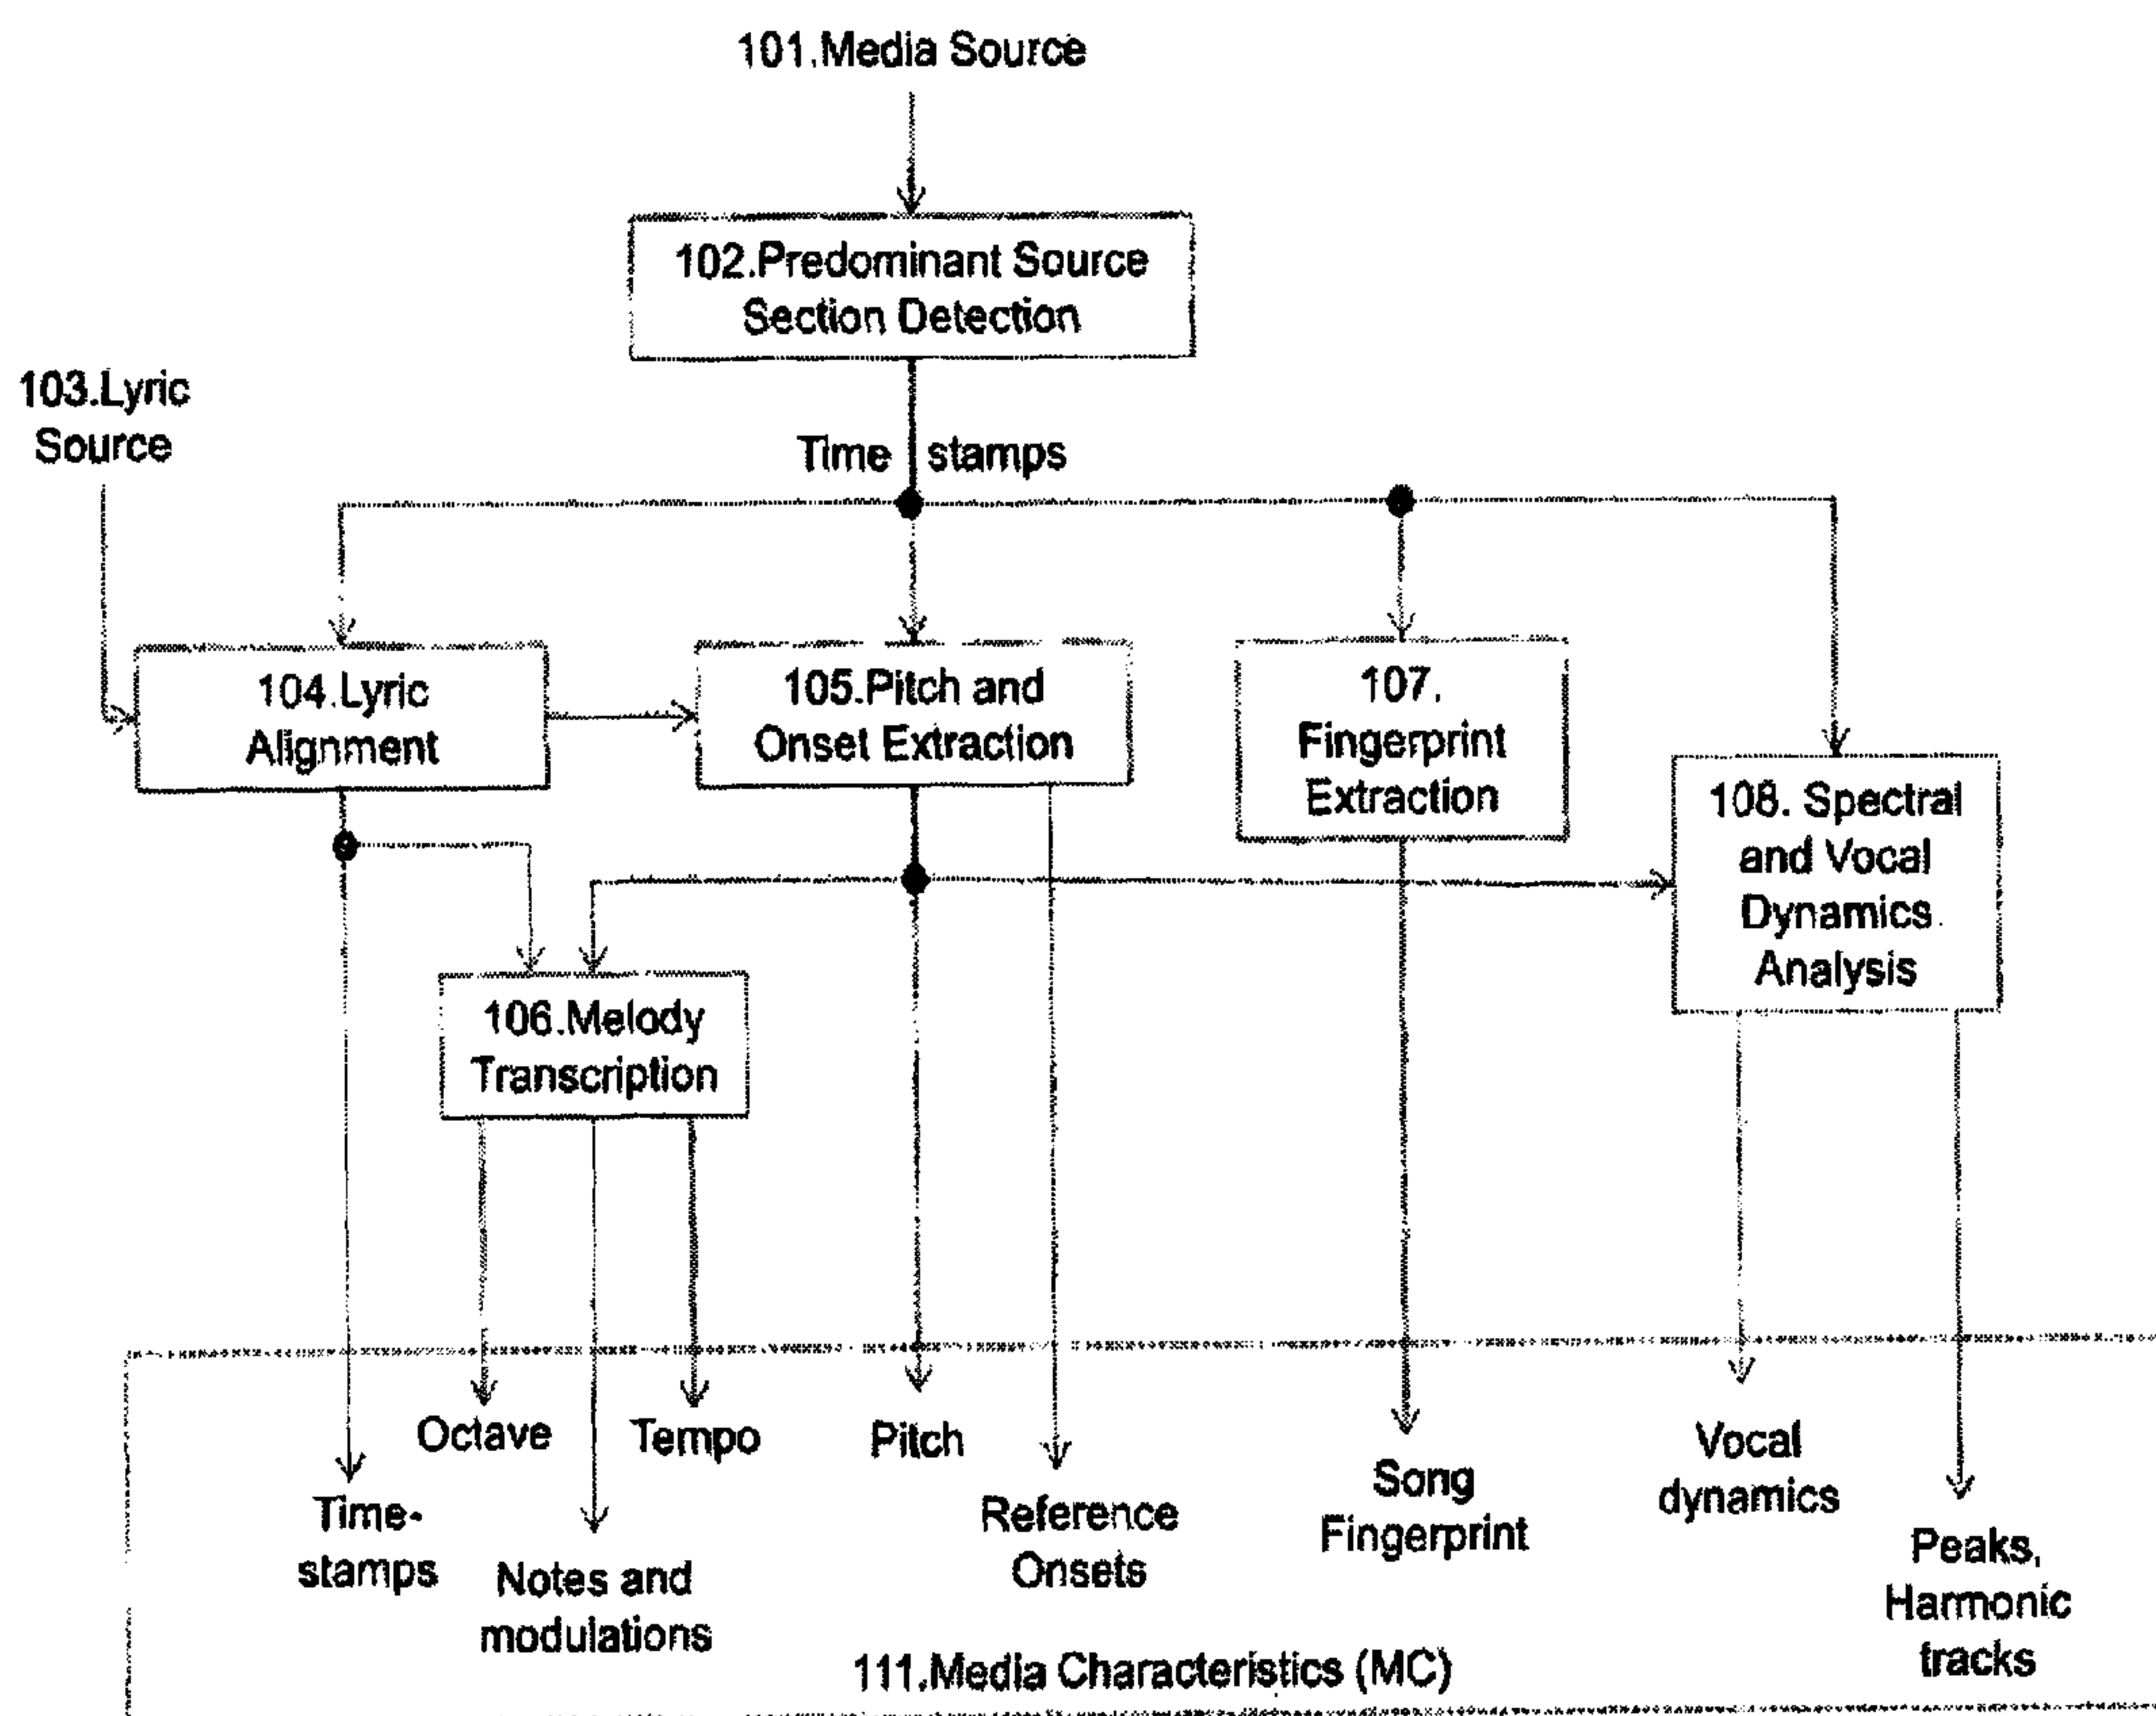 101.Media Source
102.Predominant Source
Section Detection
103.Lyric
Source
Time stamps
104.Lyric
Alignment
105.Pitch and
Onset Extraction
107.
Fingerprint
Extraction
108. Spectral
and Vocal
Dynamics
Analysis
106.Melody
Transcription
Octave
Tempo
Pitch
Vocal
dynamics
Time-
stamps
Notes and
modulations
Reference
Onsets
Song
Fingerprint
Peaks,
Harmonic
tracks
111.Media Characteristics (MC)